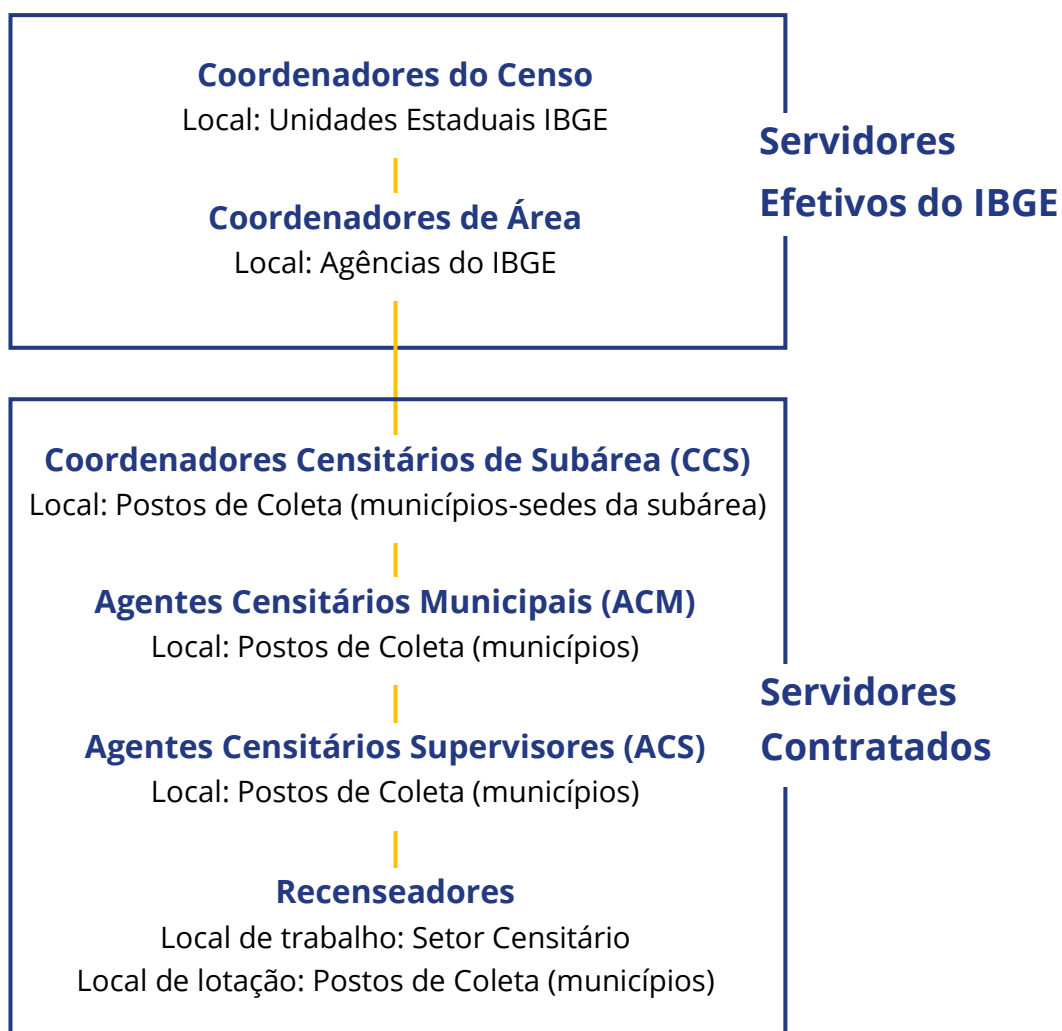 Coordenadores do Censo
Local: Unidades Estaduais IBGE
Coordenadores de Área
Local: Agências do IBGE
Servidores
Efetivos do IBGE
Coordenadores Censitários de Subárea (CCS)
Local: Postos de Coleta (municípios-sedes da subárea)
Agentes Censitários Municipais (ACM)
Local: Postos de Coleta (municípios)
Agentes Censitários Supervisores (ACS)
Local: Postos de Coleta (municípios)
Recenseadores
Local de trabalho: Setor Censitário
Local de lotação: Postos de Coleta (municípios)
Servidores
Contratados